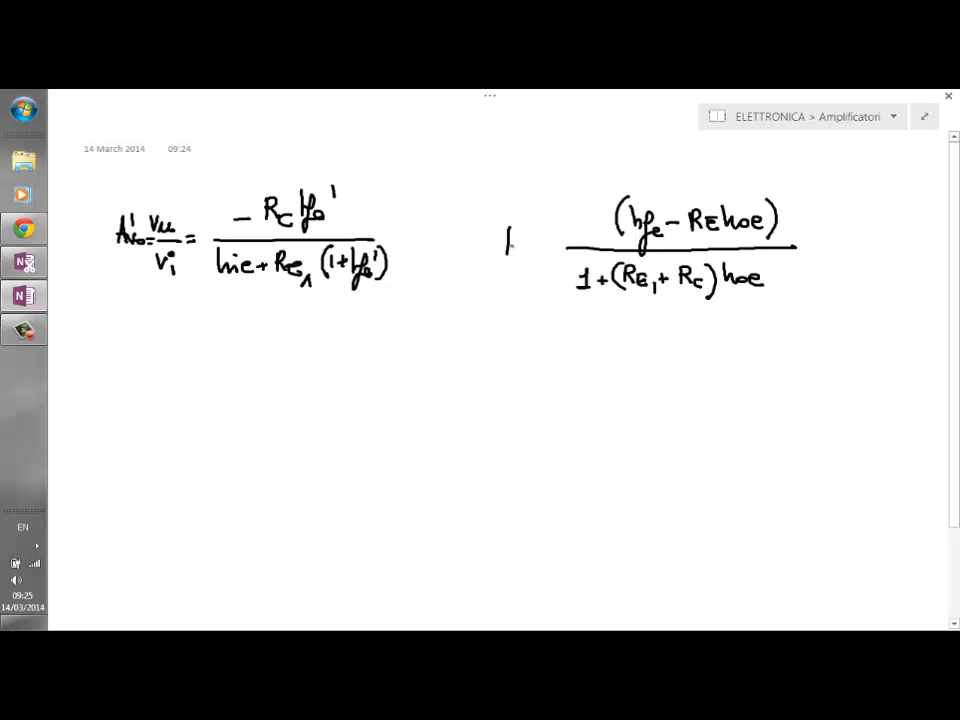 ELETTRONICA > Amplificatori
14 March 2014 09:24
A'vo = vu/vi = - RC hfe' / hie + RE1 (1 + hfe')
(hfe - RE hoe) / 1 + (RE1 + RC) hoe
EN
09:25
14/03/2014